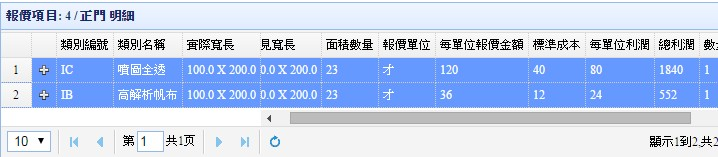 報價項目: 4 / 正門 明細
類別編號 類別名稱 實際寬長 見寬長 面積數量 報價單位 每單位報價金額 標準成本 每單位利潤 總利潤 數
1 IC 噴圖全透 100.0 X 200.0 0.0 X 200.0 23 才 120 40 80 1840 1
2 IB 高解析帆布 100.0 X 200.0 0.0 X 200.0 23 才 36 12 24 552 1
10 第 1 共1頁 顯示1到2,共2